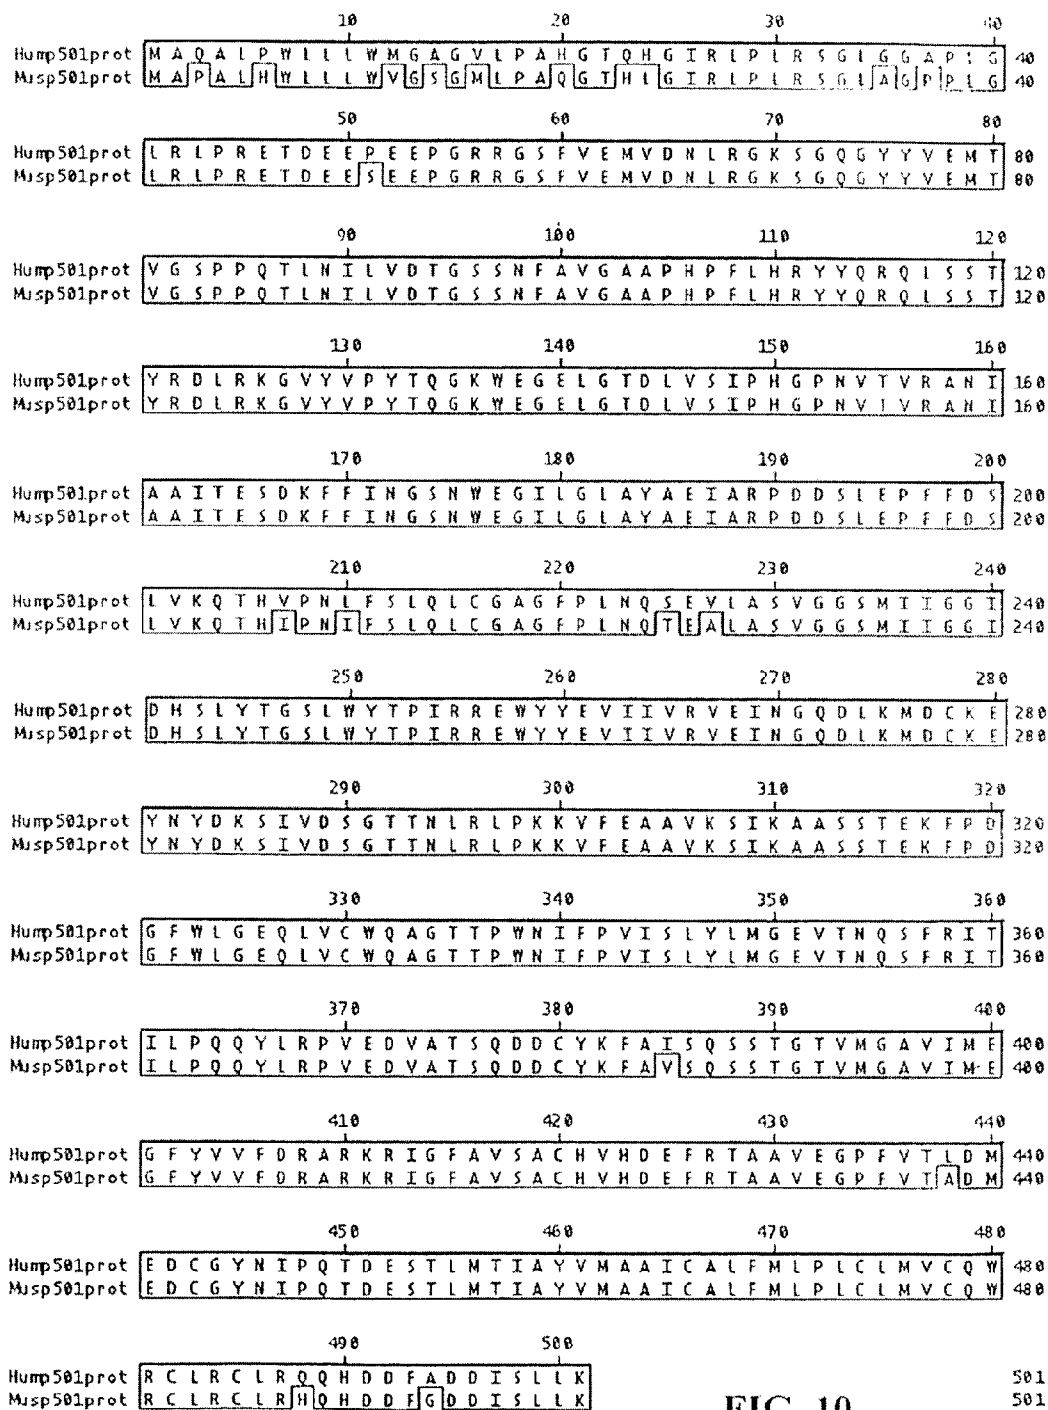 10 20 30 40
Hump501prot M A Q A L P W L L L W M G A G V L P A H G T Q H G I R L P L R S G L G G A P L G 40
Musp501prot M A P A L H W L L L W V G S G M L P A Q G T H L G I R L P L R S G L A G P P L G 40
50 60 70 80
Hump501prot L R L P R E T D E E P E E P G R R G S F V E M V D N L R G K S G Q G Y Y V E M T 80
Musp501prot L R L P R E T D E E S E E P G R R G S F V E M V D N L R G K S G Q G Y Y V E M T 80
90 100 110 120
Hump501prot V G S P P Q T L N I L V D T G S S N F A V G A A P H P F L H R Y Y Q R Q L S S T 120
Musp501prot V G S P P Q T L N I L V D T G S S N F A V G A A P H P F L H R Y Y Q R Q L S S T 120
130 140 150 160
Hump501prot Y R D L R K G V Y V P Y T Q G K W E G E L G T D L V S I P H G P N V T V R A N I 160
Musp501prot Y R D L R K G V Y V P Y T Q G K W E G E L G T D L V S I P H G P N V T V R A N I 160
170 180 190 200
Hump501prot A A I T E S D K F F I N G S N W E G I L G L A Y A E I A R P D D S L E P F F D S 200
Musp501prot A A I T E S D K F F I N G S N W E G I L G L A Y A E I A R P D D S L E P F F D S 200
210 220 230 240
Hump501prot L V K Q T H V P N L F S L Q L C G A G F P L N Q S E V L A S V G G S M I I G G I 240
Musp501prot L V K Q T H I P N I F S L Q L C G A G F P L N Q T E A L A S V G G S M I I G G I 240
250 260 270 280
Hump501prot D H S L Y T G S L W Y T P I R R E W Y Y E V I I V R V E I N G Q D L K M D C K E 280
Musp501prot D H S L Y T G S L W Y T P I R R E W Y Y E V I I V R V E I N G Q D L K M D C K E 280
290 300 310 320
Hump501prot Y N Y D K S I V D S G T T N L R L P K K V F E A A V K S I K A A S S T E K F P D 320
Musp501prot Y N Y D K S I V D S G T T N L R L P K K V F E A A V K S I K A A S S T E K F P D 320
330 340 350 360
Hump501prot G F W L G E Q L V C W Q A G T T P W N I F P V I S L Y L M G E V T N Q S F R I T 360
Musp501prot G F W L G E Q L V C W Q A G T T P W N I F P V I S L Y L M G E V T N Q S F R I T 360
370 380 390 400
Hump501prot I L P Q Q Y L R P V E D V A T S Q D D C Y K F A I S Q S S T G T V M G A V I M E 400
Musp501prot I L P Q Q Y L R P V E D V A T S Q D D C Y K F A V S Q S S T G T V M G A V I M E 400
410 420 430 440
Hump501prot G F Y V V F D R A R K R I G F A V S A C H V H D E F R T A A V E G P F V T L D M 440
Musp501prot G F Y V V F D R A R K R I G F A V S A C H V H D E F R T A A V E G P F V T A D M 440
450 460 470 480
Hump501prot E D C G Y N I P Q T D E S T L M T I A Y V M A A I C A L F M L P L C L M V C Q W 480
Musp501prot E D C G Y N I P Q T D E S T L M T I A Y V M A A I C A L F M L P L C L M V C Q W 480
490 500
Hump501prot R C L R C L R Q Q H D D F A D D I S L L K 501
Musp501prot R C L R C L R H Q H D D F G D D I S L L K 501
FIG. 10